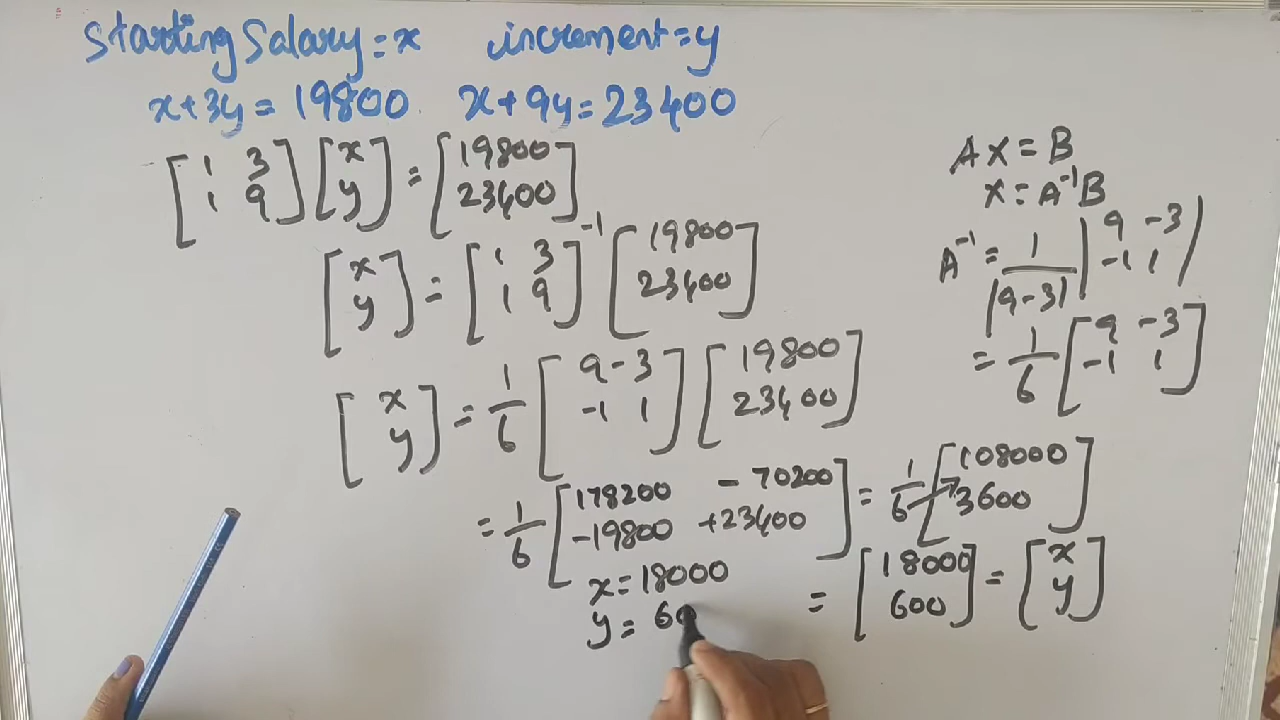 Starting Salary = x increment = y
x + 3y = 19800 x + 9y = 23400
[1 3 [x = [19800
1 9] y] 23400]
[x = [1 3 ⁻¹ [19800
y] 1 9] 23400]
[x = 1/6 [9 -3 [19800
y] -1 1] 23400]
= 1/6 [178200 - 70200 = 1/6 [108000
-19800 + 23400] 3600]
x = 18000
y = 60
= [18000 = [x
600] y]
AX = B
X = A⁻¹B
A⁻¹ = 1/|9-3| |9 -3
-1 1|
= 1/6 [9 -3
-1 1]